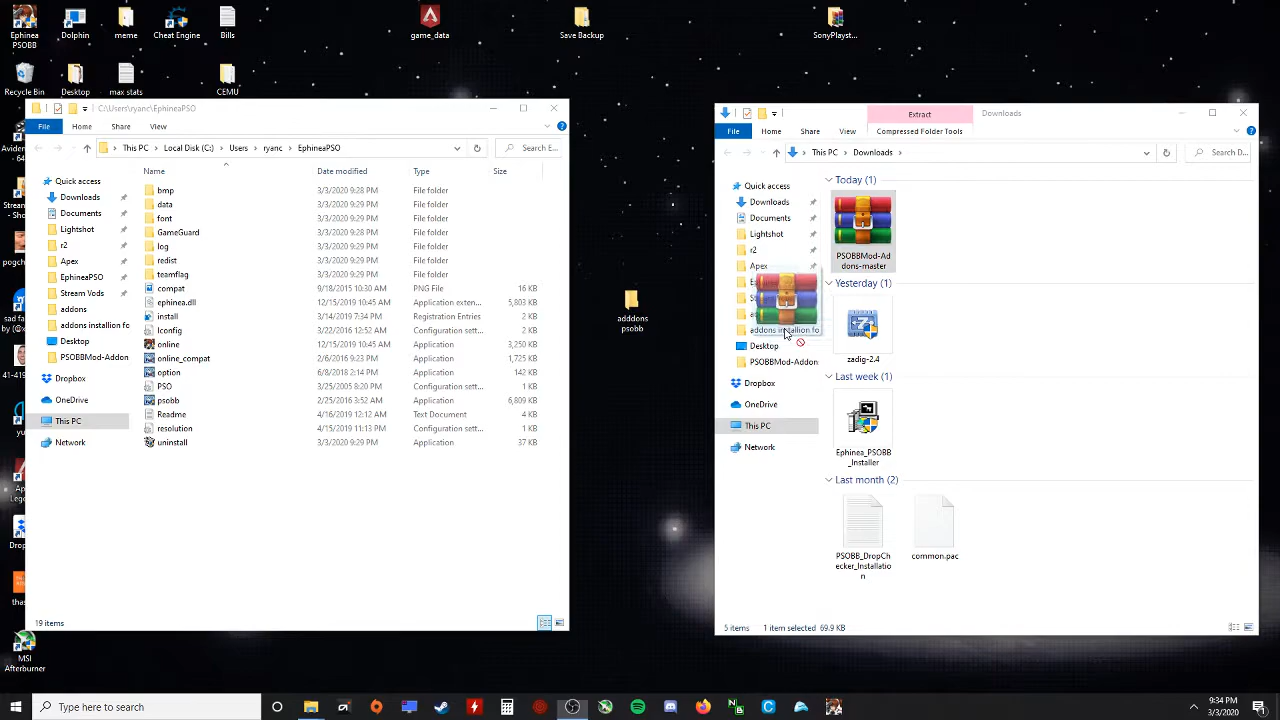 Ephinea
PSOBB
Dolphin
meme
Cheat Engine
Bills
game_data
Save Backup
SonyPlayst...
Recycle Bin
Desktop
max stats
CEMU
C:\Users\ryanc\EphineaPSO
File
Home
Share
View
This PC > Local Disk (C:) > Users > ryanc > EphineaPSO
Search E...
Name
Date modified
Type
Size
Quick access
Downloads
Documents
Lightshot
r2
Apex
EphineaPSO
Stream Vods
addons
addons installion fo
Desktop
PSOBBMod-Addon
Dropbox
OneDrive
This PC
Network
bmp 3/3/2020 9:28 PM File folder
data 3/3/2020 9:29 PM File folder
font 3/3/2020 9:29 PM File folder
GameGuard 3/3/2020 9:28 PM File folder
log 3/3/2020 9:29 PM File folder
redist 3/3/2020 9:29 PM File folder
teamflag 3/3/2020 9:29 PM File folder
compat 9/18/2015 10:30 AM PNG File 16 KB
ephinea.dll 12/15/2019 10:45 AM Application exten... 5,803 KB
install 3/14/2019 7:34 PM Registration Entries 2 KB
lconfig 3/22/2016 12:52 AM Configuration sett... 1 KB
online 12/15/2019 10:45 AM Application 3,250 KB
online_compat 2/6/2016 9:23 PM Application 1,725 KB
option 6/8/2018 2:14 PM Application 142 KB
PSO 3/25/2005 8:20 PM Configuration sett... 1 KB
psobb 2/25/2016 3:52 AM Application 6,809 KB
Readme 4/16/2019 12:12 AM Text Document 4 KB
resolution 4/15/2019 11:13 PM Configuration sett... 1 KB
uninstall 3/3/2020 9:29 PM Application 37 KB
19 items
adddons
psobb
Extract
Downloads
File
Home
Share
View
Compressed Folder Tools
This PC > Downloads >
Search D...
Quick access
Downloads
Documents
Lightshot
r2
Apex
addons installion fo
Desktop
PSOBBMod-Addon
Dropbox
OneDrive
This PC
Network
Today (1)
PSOBBMod-Ad
dons-master
Yesterday (1)
zadig-2.4
Last week (1)
Ephinea_PSOBB
_Installer
Last month (2)
PSOBB_DropChe
ecker_Installatio
n
common.pac
5 items
1 item selected 69.9 KB
MSI
Afterburner
Type here to search
9:34 PM
3/3/2020